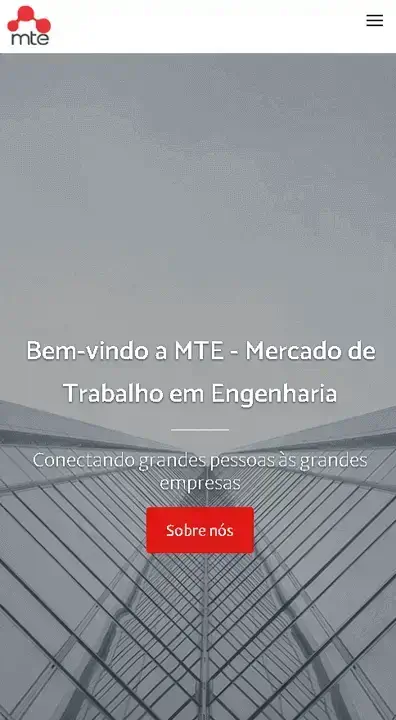 mte
Bem-vindo a MTE - Mercado de
Trabalho em Engenharia
Conectando grandes pessoas às grandes
empresas
Sobre nós